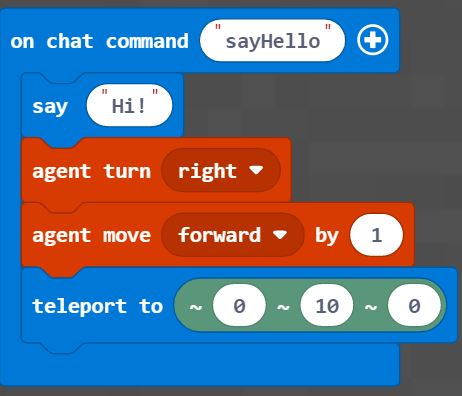 on chat command "sayHello"
say "Hi!"
agent turn right
agent move forward by 1
teleport to ~ 0 ~ 10 ~ 0